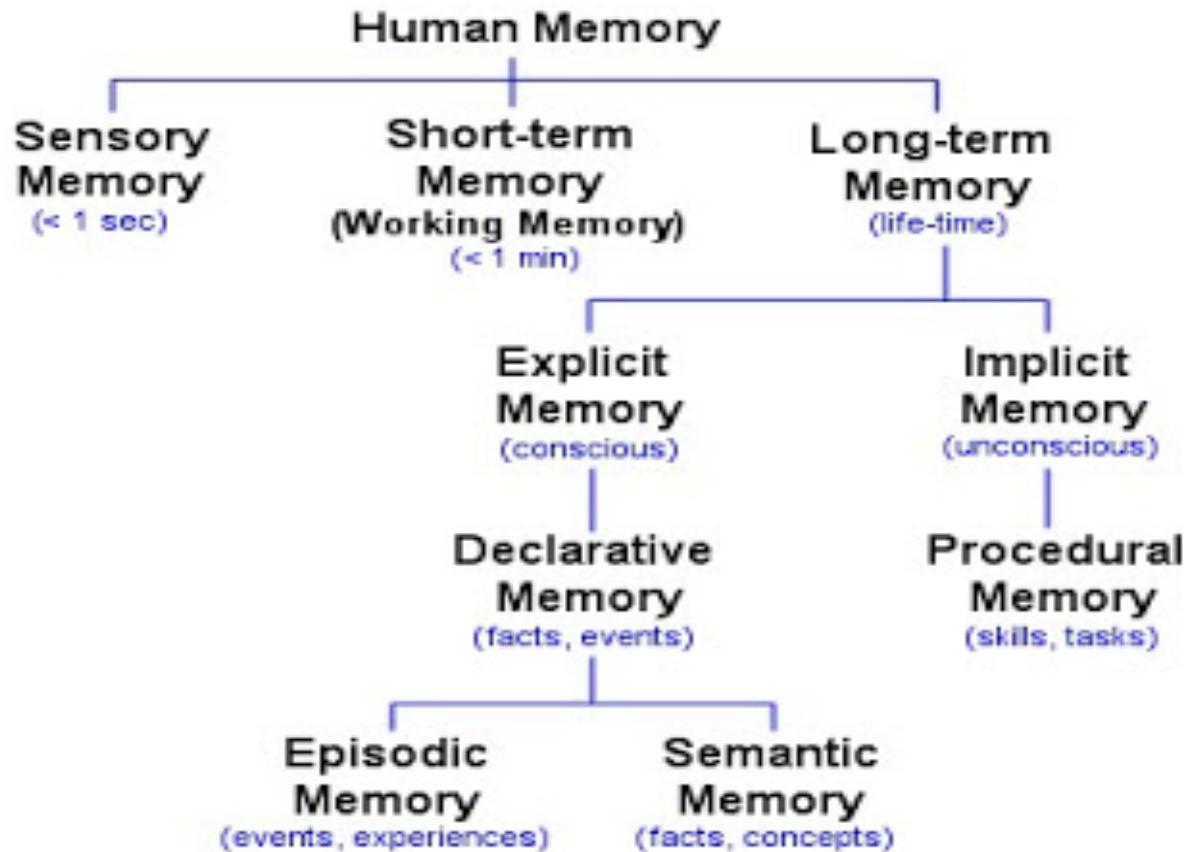 Human Memory
Sensory
Memory
(< 1 sec)
Short-term
Memory
(Working Memory)
(< 1 min)
Long-term
Memory
(life-time)
Explicit
Memory
(conscious)
Implicit
Memory
(unconscious)
Declarative
Memory
(facts, events)
Procedural
Memory
(skills, tasks)
Episodic
Memory
(events, experiences)
Semantic
Memory
(facts, concepts)